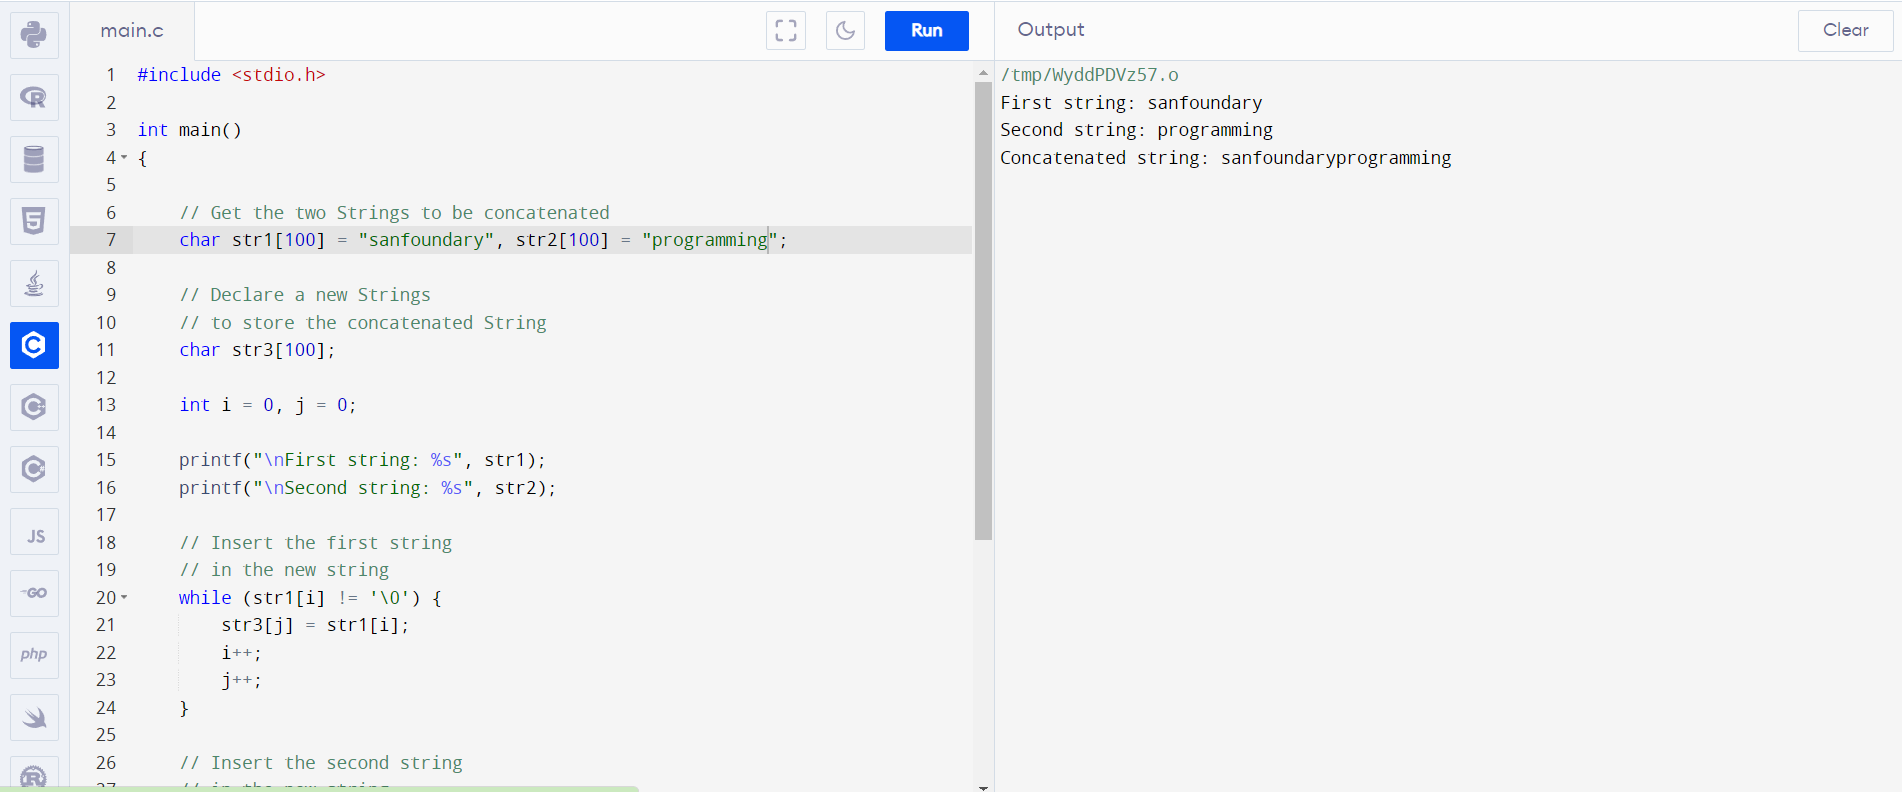 main.c
Run
Output
Clear
1 #include <stdio.h>
2
3 int main()
4 {
5
6 // Get the two Strings to be concatenated
7 char str1[100] = "sanfoundary", str2[100] = "programming";
8
9 // Declare a new Strings
10 // to store the concatenated String
11 char str3[100];
12
13 int i = 0, j = 0;
14
15 printf("\nFirst string: %s", str1);
16 printf("\nSecond string: %s", str2);
17
18 // Insert the first string
19 // in the new string
20 while (str1[i] != '\0') {
21 str3[j] = str1[i];
22 i++;
23 j++;
24 }
25
26 // Insert the second string
27 // in the new string
/tmp/WyddPDVz57.o
First string: sanfoundary
Second string: programming
Concatenated string: sanfoundaryprogramming
R
5
C
C
C
JS
GO
php
R